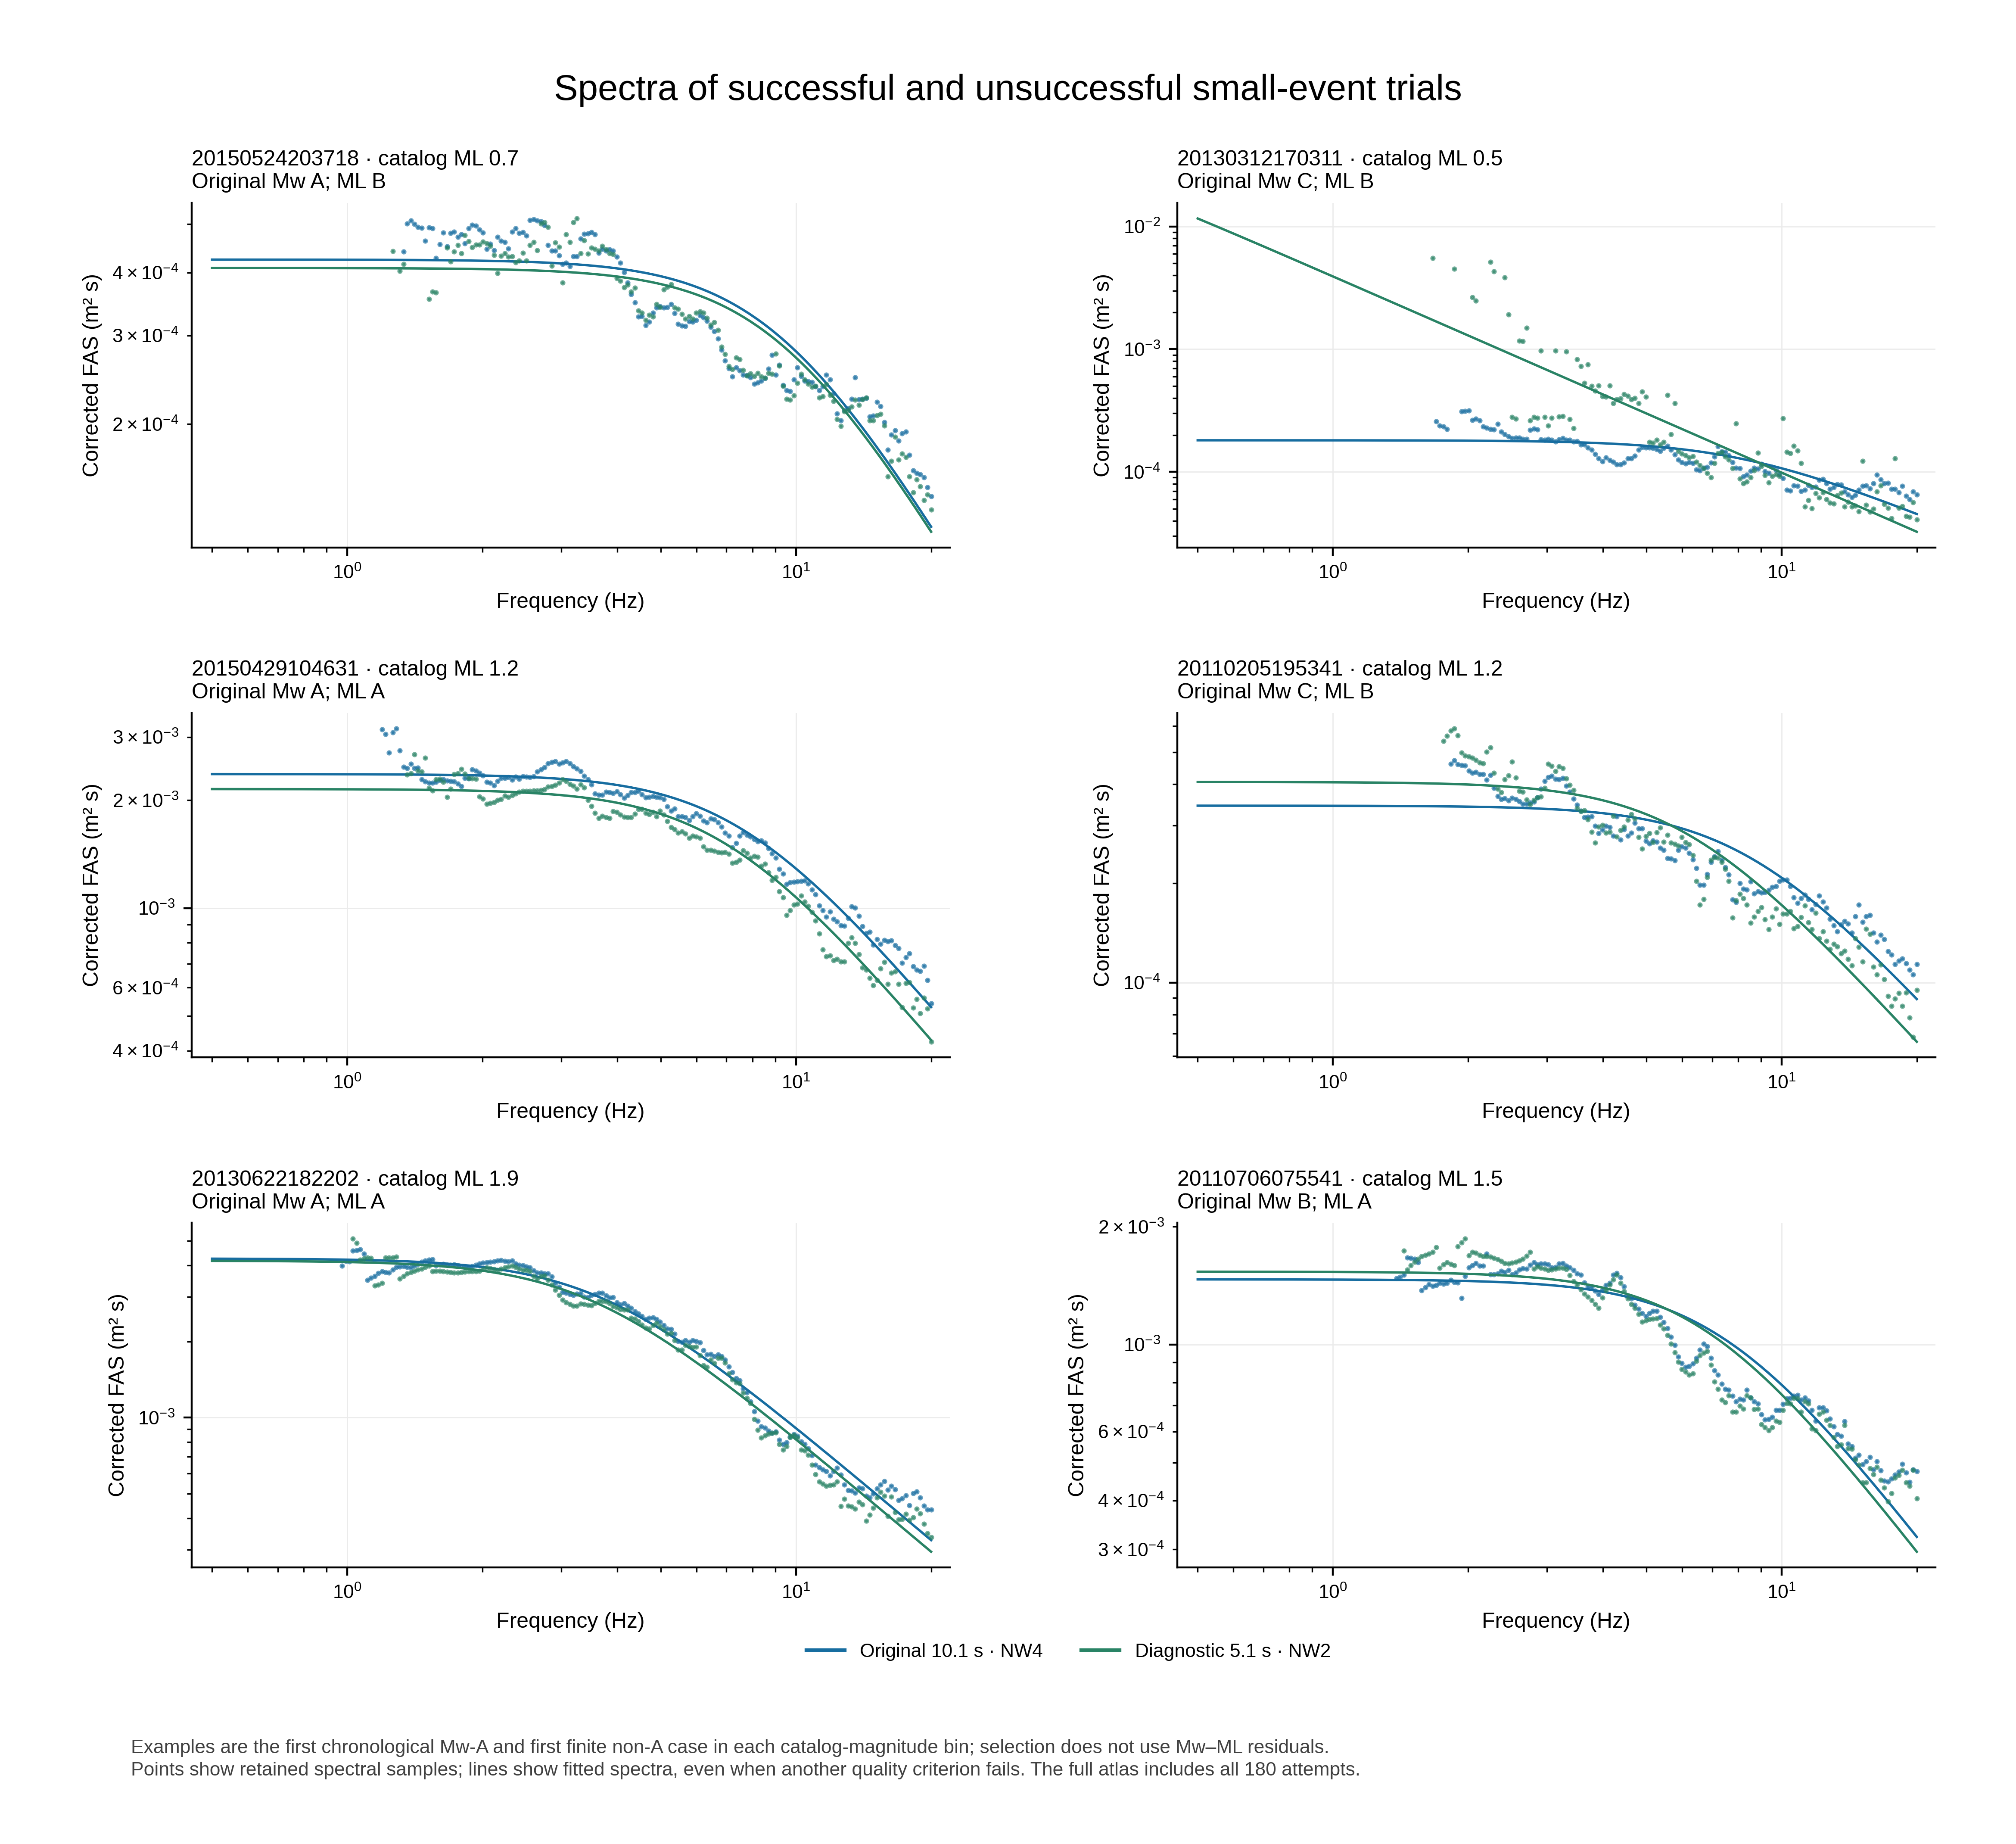 Spectra of successful and unsuccessful small-event trials
20150524203718 · catalog ML 0.7
Original Mw A; ML B
Corrected FAS (m² s)
4 × 10⁻⁴
3 × 10⁻⁴
2 × 10⁻⁴
10⁰
10¹
Frequency (Hz)
20130312170311 · catalog ML 0.5
Original Mw C; ML B
Corrected FAS (m² s)
10⁻²
10⁻³
10⁻⁴
10⁰
10¹
Frequency (Hz)
20150429104631 · catalog ML 1.2
Original Mw A; ML A
Corrected FAS (m² s)
3 × 10⁻³
2 × 10⁻³
10⁻³
6 × 10⁻⁴
4 × 10⁻⁴
10⁰
10¹
Frequency (Hz)
20110205195341 · catalog ML 1.2
Original Mw C; ML B
Corrected FAS (m² s)
10⁻⁴
10⁰
10¹
Frequency (Hz)
20130622182202 · catalog ML 1.9
Original Mw A; ML A
Corrected FAS (m² s)
10⁻³
10⁰
10¹
Frequency (Hz)
20110706075541 · catalog ML 1.5
Original Mw B; ML A
Corrected FAS (m² s)
2 × 10⁻³
10⁻³
6 × 10⁻⁴
4 × 10⁻⁴
3 × 10⁻⁴
10⁰
10¹
Frequency (Hz)
Original 10.1 s · NW4
Diagnostic 5.1 s · NW2
Examples are the first chronological Mw-A and first finite non-A case in each catalog-magnitude bin; selection does not use Mw–ML residuals.
Points show retained spectral samples; lines show fitted spectra, even when another quality criterion fails. The full atlas includes all 180 attempts.